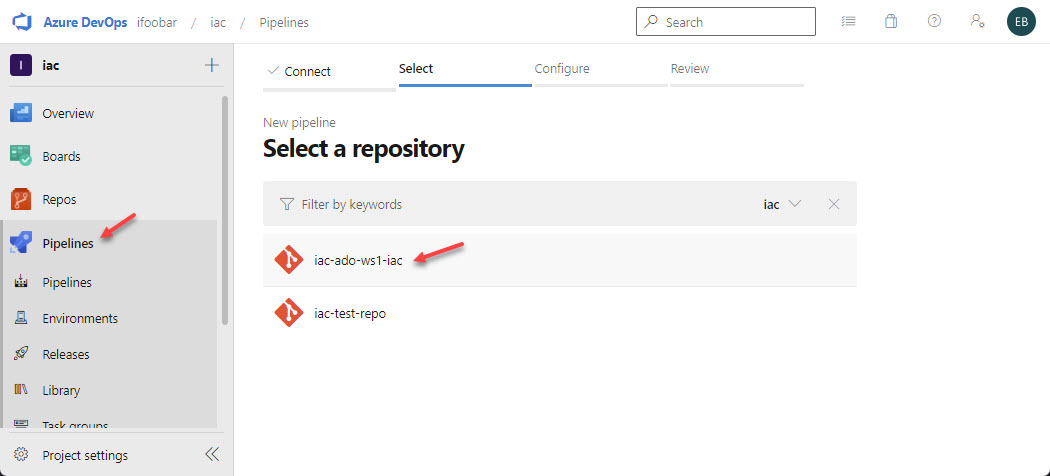 Azure DevOps ifoobar / iac / Pipelines Search EB
I iac
Overview
Boards
Repos
Pipelines
Pipelines
Environments
Releases
Library
Task groups
Project settings
Connect Select Configure Review
New pipeline
Select a repository
Filter by keywords iac
iac-ado-ws1-iac
iac-test-repo